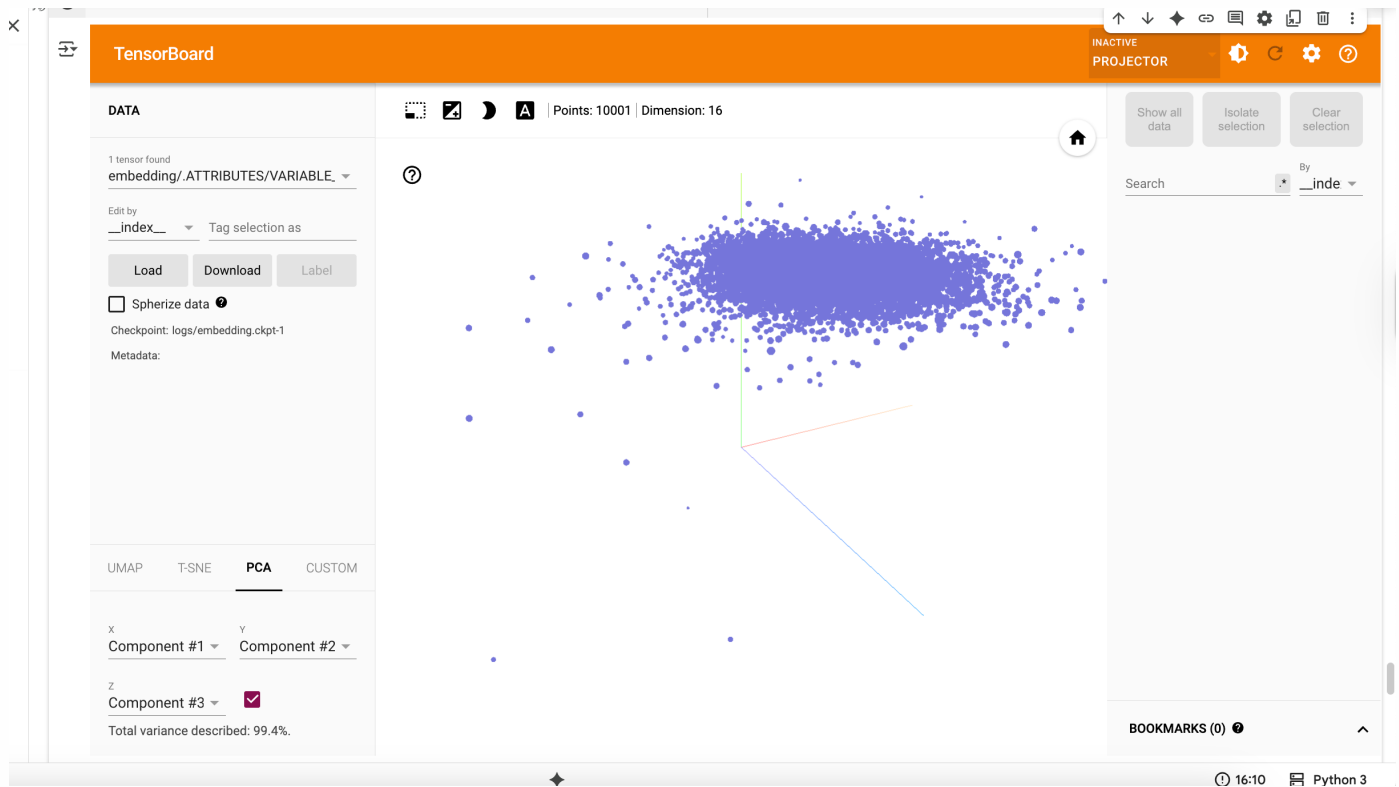 TensorBoard
INACTIVE
PROJECTOR
DATA
Points: 10001
Dimension: 16
Show all data
Isolate selection
Clear selection
1 tensor found
embedding/.ATTRIBUTES/VARIABLE_
Search
.*
By
__inde
Edit by
__index__
Tag selection as
Load
Download
Label
Spherize data
Checkpoint: logs/embedding.ckpt-1
Metadata:
UMAP
T-SNE
PCA
CUSTOM
X
Component #1
Y
Component #2
Z
Component #3
Total variance described: 99.4%.
BOOKMARKS (0)
16:10
Python 3